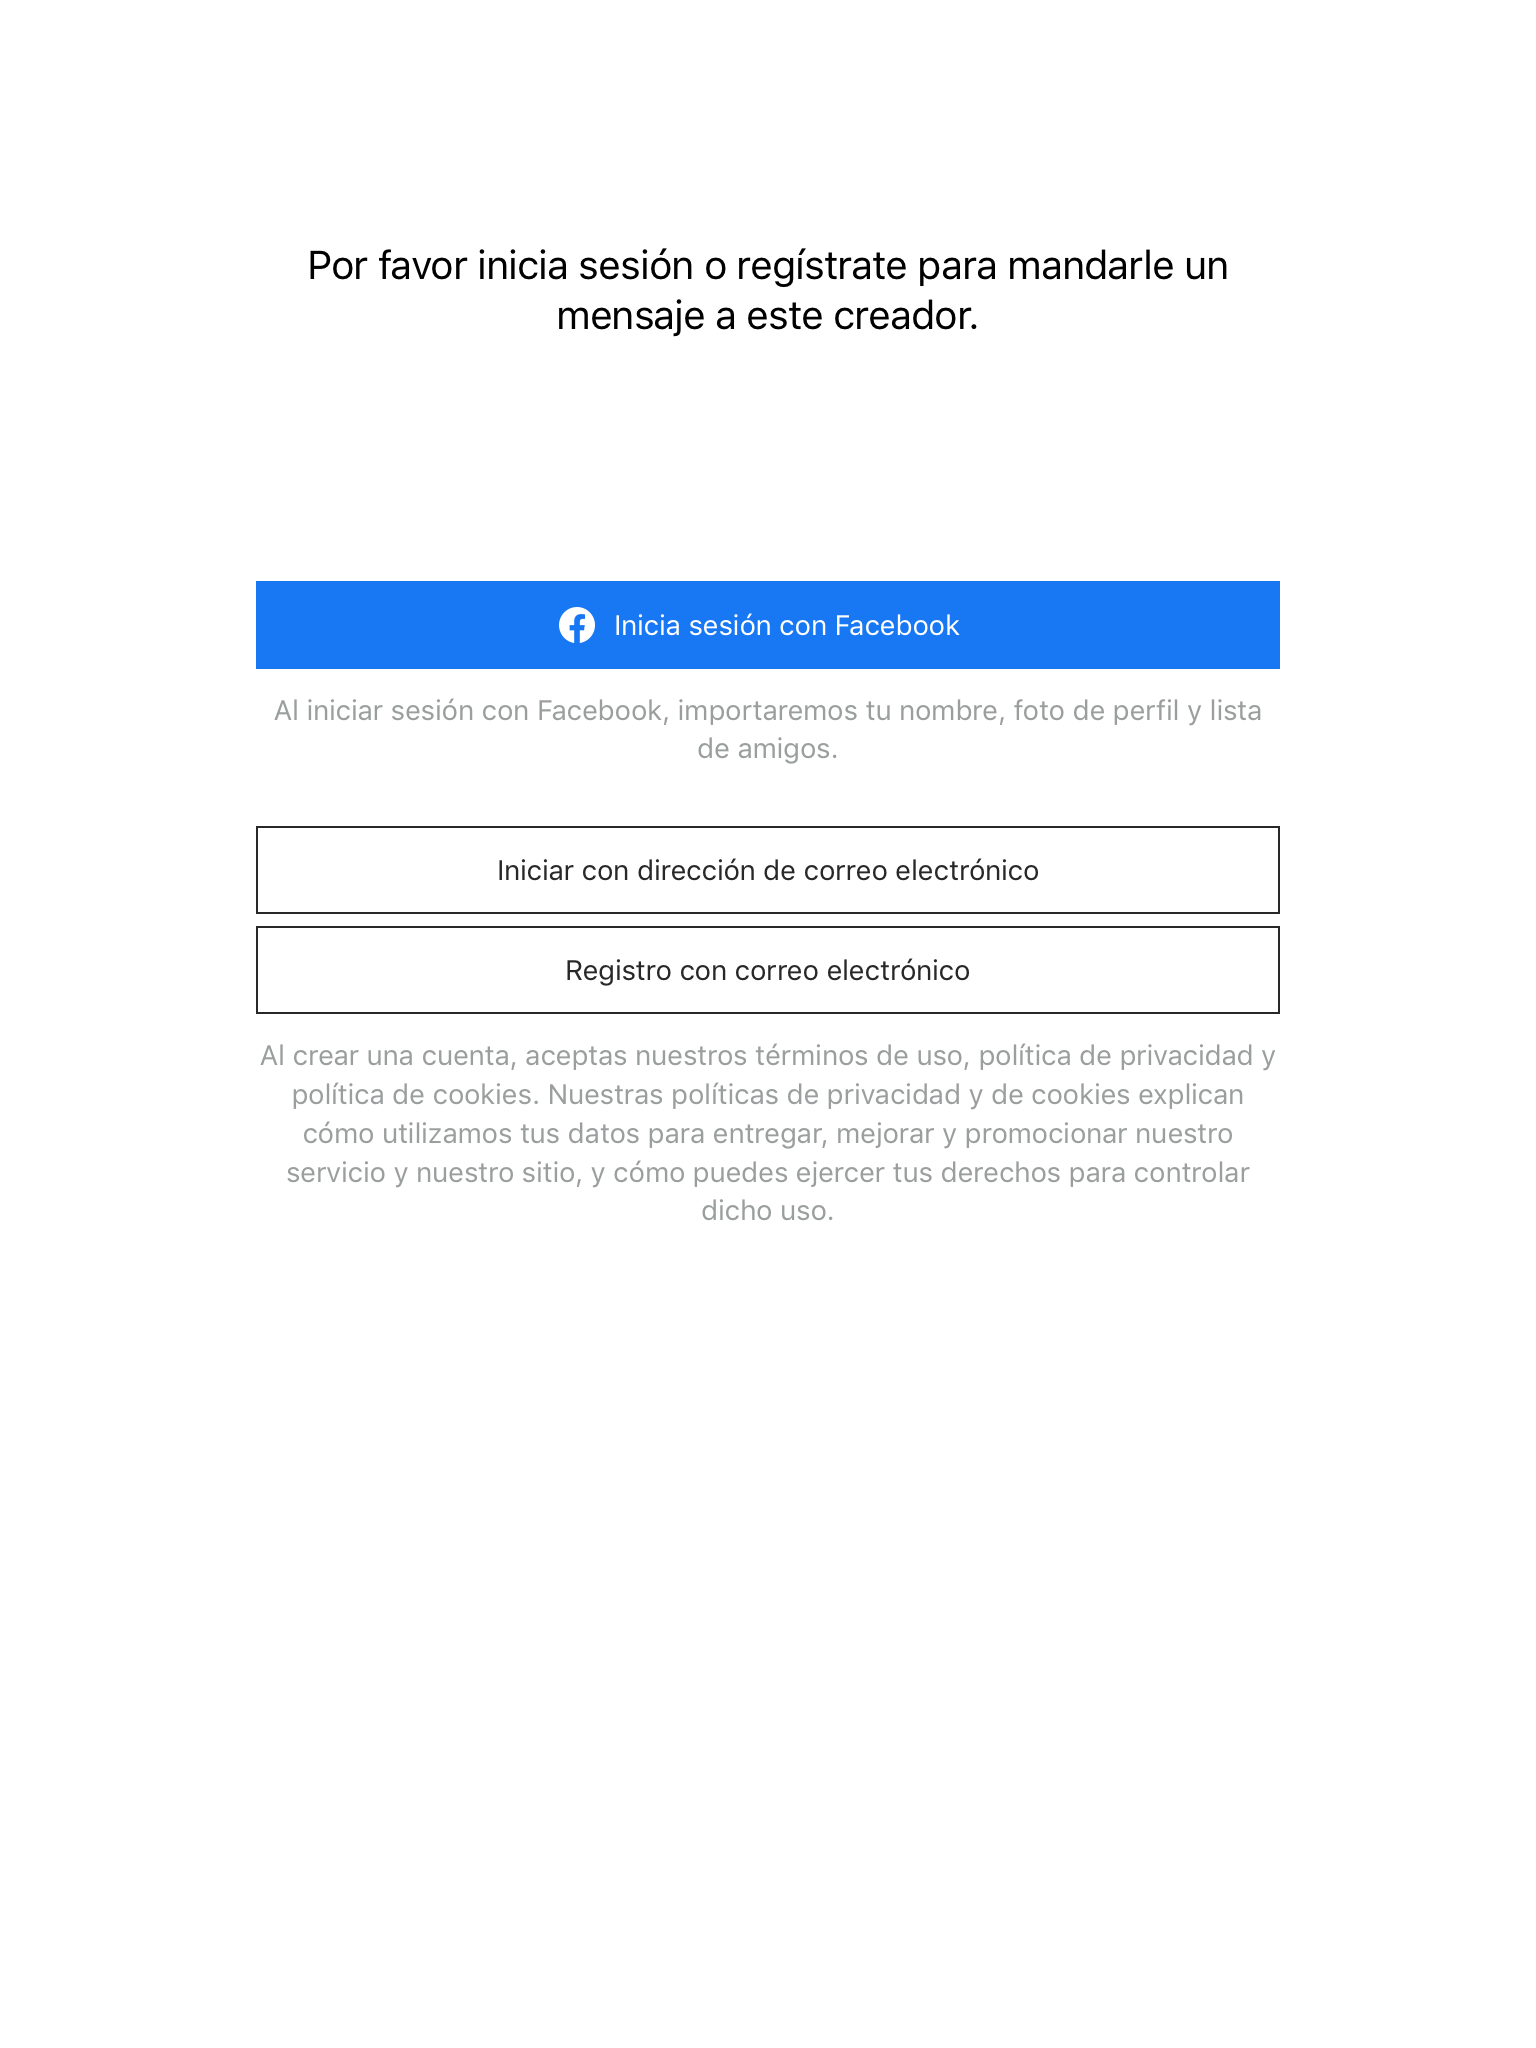 Por favor inicia sesión o regístrate para mandarle un
mensaje a este creador.
Inicia sesión con Facebook
Al iniciar sesión con Facebook, importaremos tu nombre, foto de perfil y lista
de amigos.
Iniciar con dirección de correo electrónico
Registro con correo electrónico
Al crear una cuenta, aceptas nuestros términos de uso, política de privacidad y
política de cookies. Nuestras políticas de privacidad y de cookies explican
cómo utilizamos tus datos para entregar, mejorar y promocionar nuestro
servicio y nuestro sitio, y cómo puedes ejercer tus derechos para controlar
dicho uso.